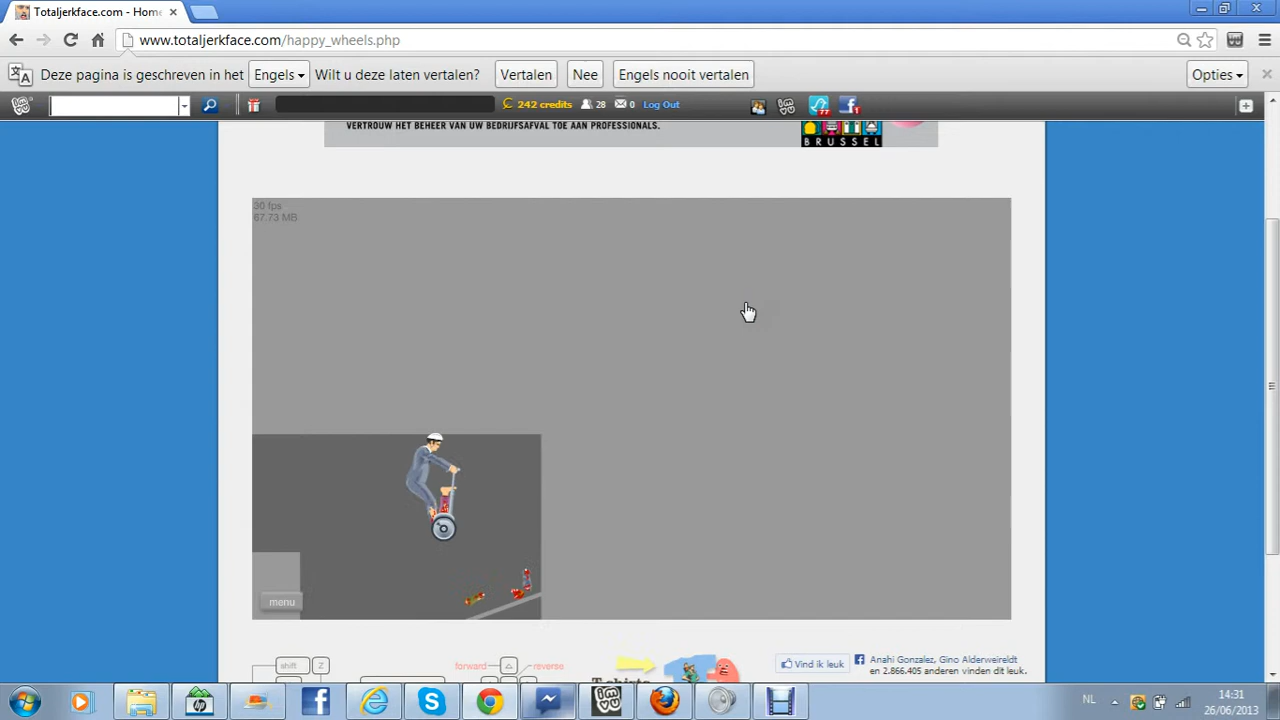 Totaljerkface.com - Home
www.totaljerkface.com/happy_wheels.php
Deze pagina is geschreven in het Engels Wilt u deze laten vertalen? Vertalen Nee Engels nooit vertalen Opties
242 credits 28 0 Log Out 77 1
VERTROUW HET BEHEER VAN UW BEDRIJFSAFVAL TOE AAN PROFESSIONALS.
BRUSSEL
30 fps
67.73 MB
menu
shift Z forward reverse
Vind ik leuk
Anahi Gonzalez, Gino Alderweireldt
en 2.866.405 anderen vinden dit leuk.
NL
14:31
26/06/2013